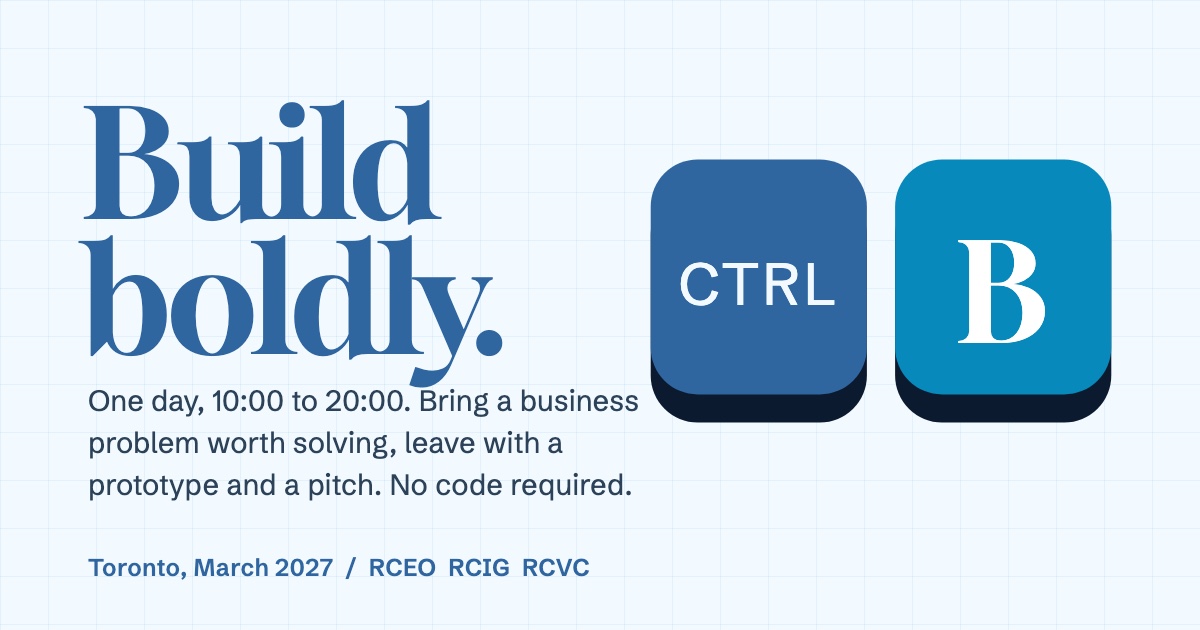 Build
boldly.
One day, 10:00 to 20:00. Bring a business
problem worth solving, leave with a
prototype and a pitch. No code required.
Toronto, March 2027 / RCEO RCIG RCVC
CTRL
B